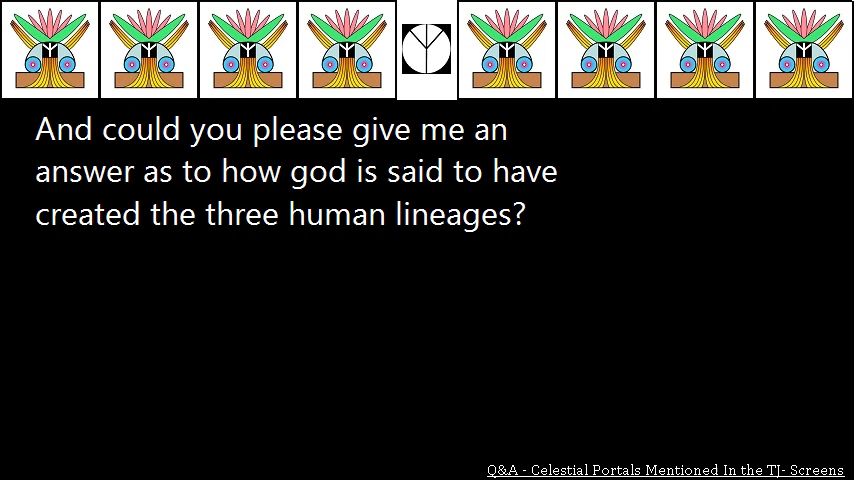 And could you please give me an
answer as to how god is said to have
created the three human lineages?
Q&A - Celestial Portals Mentioned In the TJ- Screens